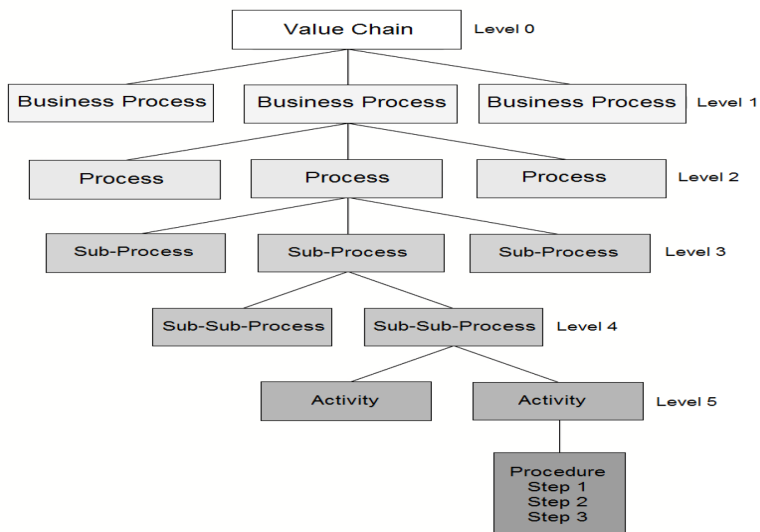 Value Chain
Level 0
Business Process
Business Process
Business Process
Level 1
Process
Process
Process
Level 2
Sub-Process
Sub-Process
Sub-Process
Level 3
Sub-Sub-Process
Sub-Sub-Process
Level 4
Activity
Activity
Level 5
Procedure
Step 1
Step 2
Step 3